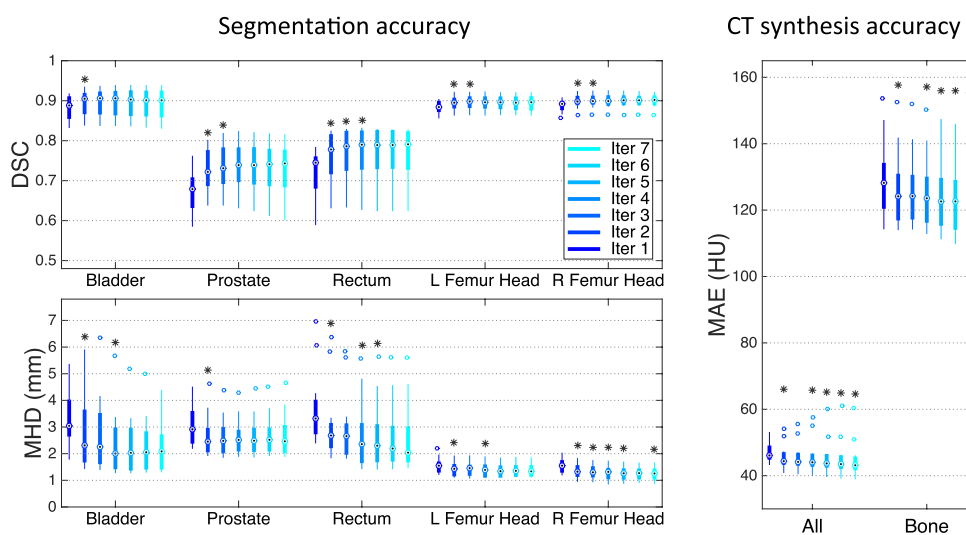 Segmentation accuracy
CT synthesis accuracy
DSC
1
0.9
0.8
0.7
0.6
0.5
Iter 7
Iter 6
Iter 5
Iter 4
Iter 3
Iter 2
Iter 1
Bladder Prostate Rectum L Femur Head R Femur Head
MHD (mm)
7
6
5
4
3
2
1
0
Bladder Prostate Rectum L Femur Head R Femur Head
MAE (HU)
160
140
120
100
80
60
40
All Bone